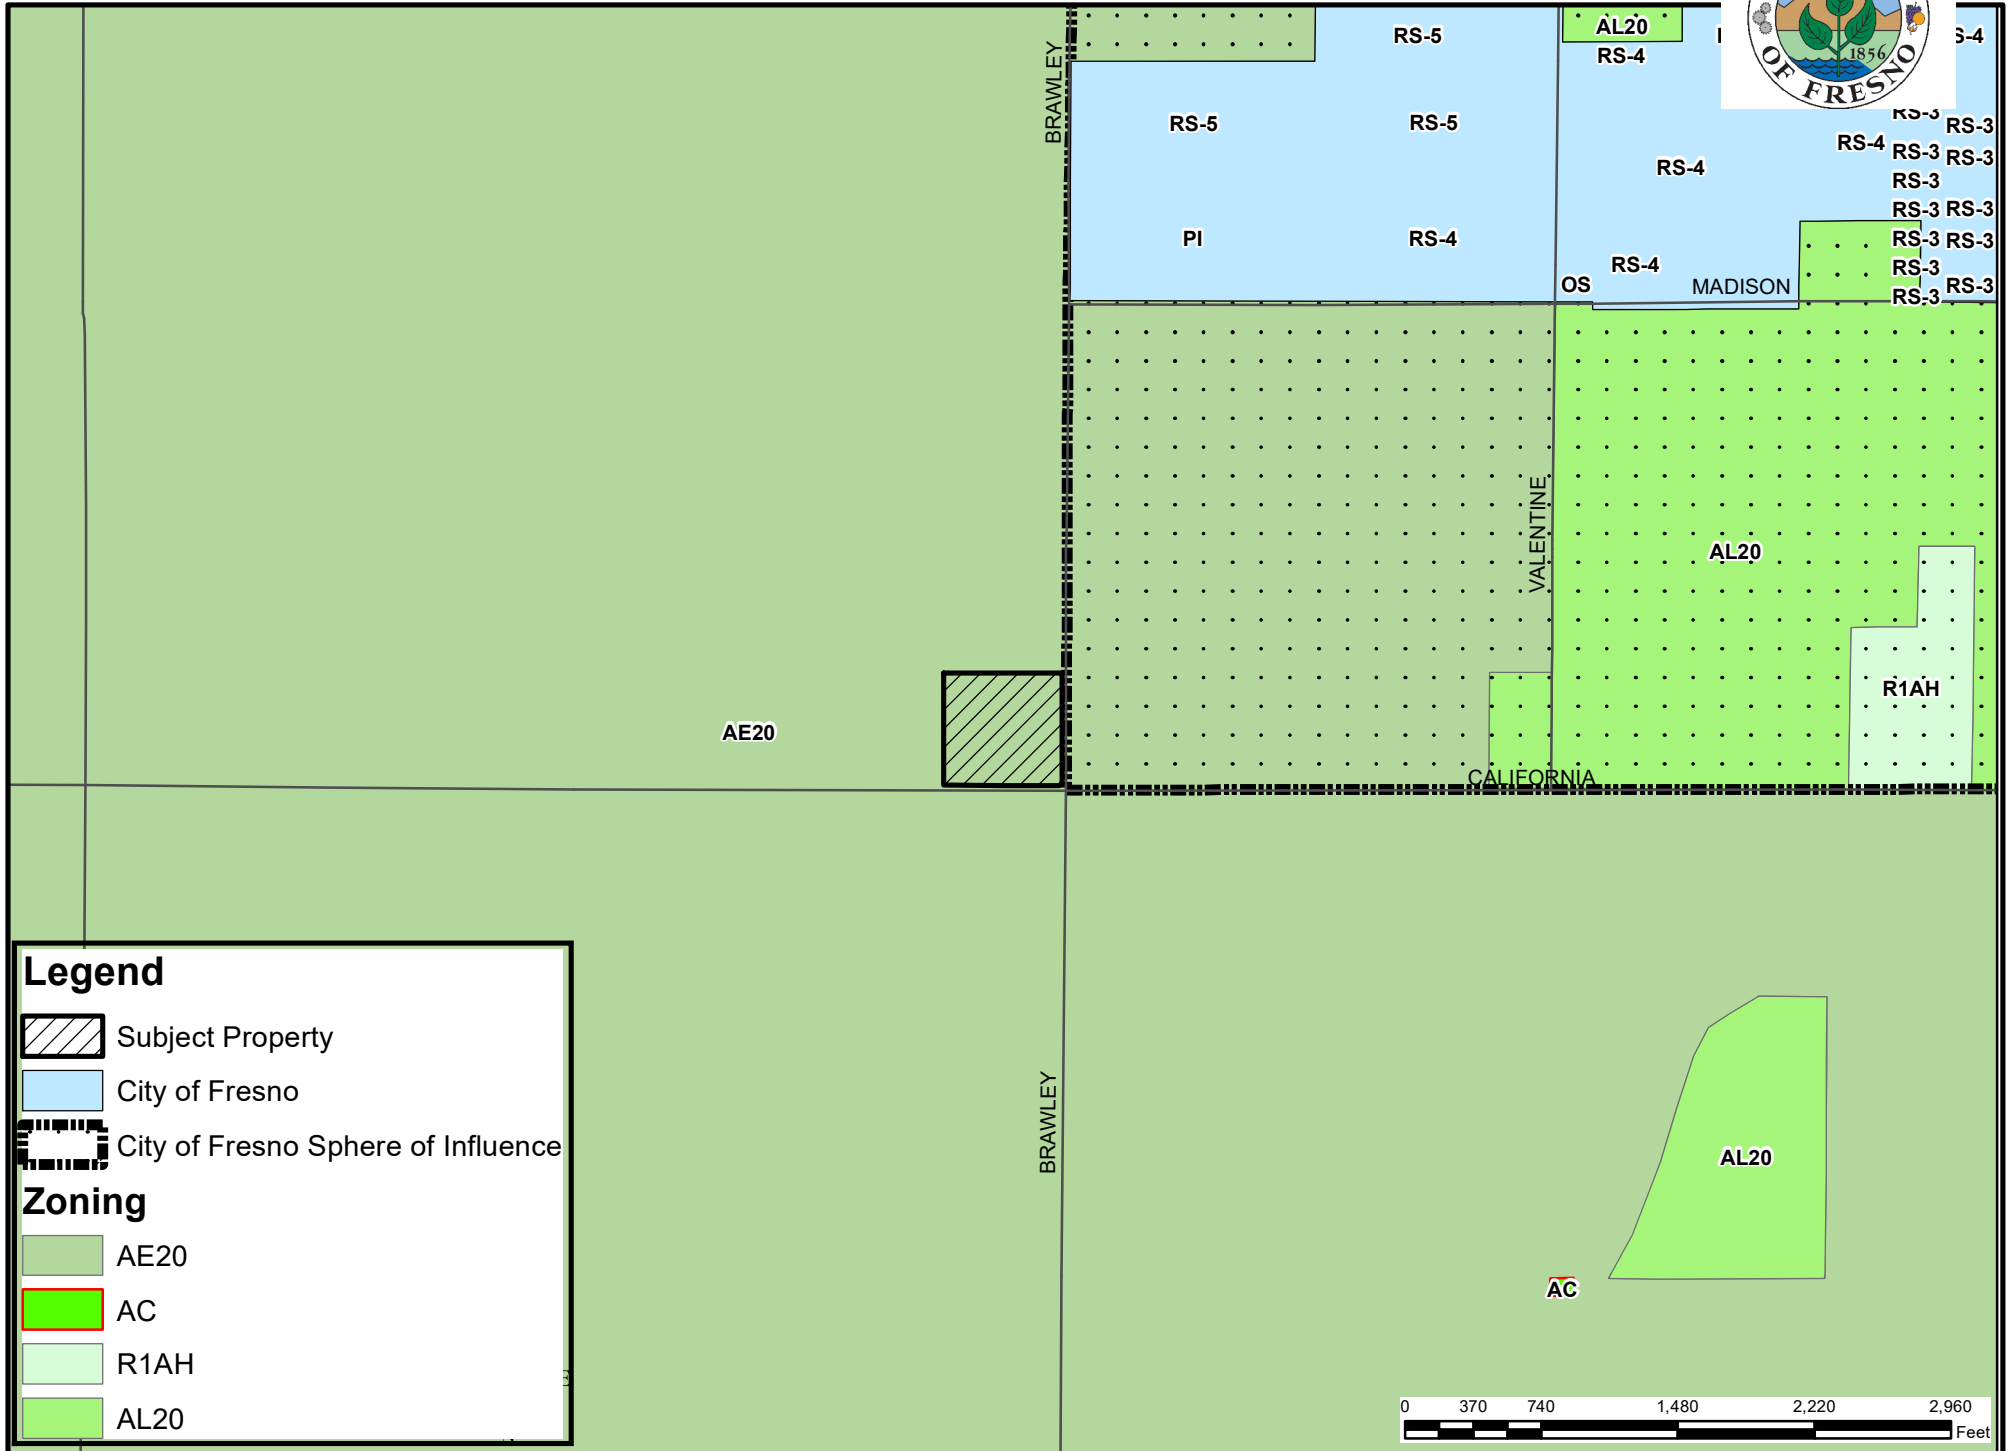 BRAWLEY
RS-5
AL20
RS-4
S-4
1856
OF FRESNO
RS-5
RS-5
RS-4
RS-4
RS-3
RS-3
RS-3
RS-3
RS-3
RS-3
RS-3
RS-3
RS-3
RS-3
RS-3
RS-3
PI
RS-4
RS-4
OS
MADISON
VALENTINE
AL20
R1AH
AE20
CALIFORNIA
BRAWLEY
AL20
AC
Legend
Subject Property
City of Fresno
City of Fresno Sphere of Influence
Zoning
AE20
AC
R1AH
AL20
0 370 740 1,480 2,220 2,960
Feet